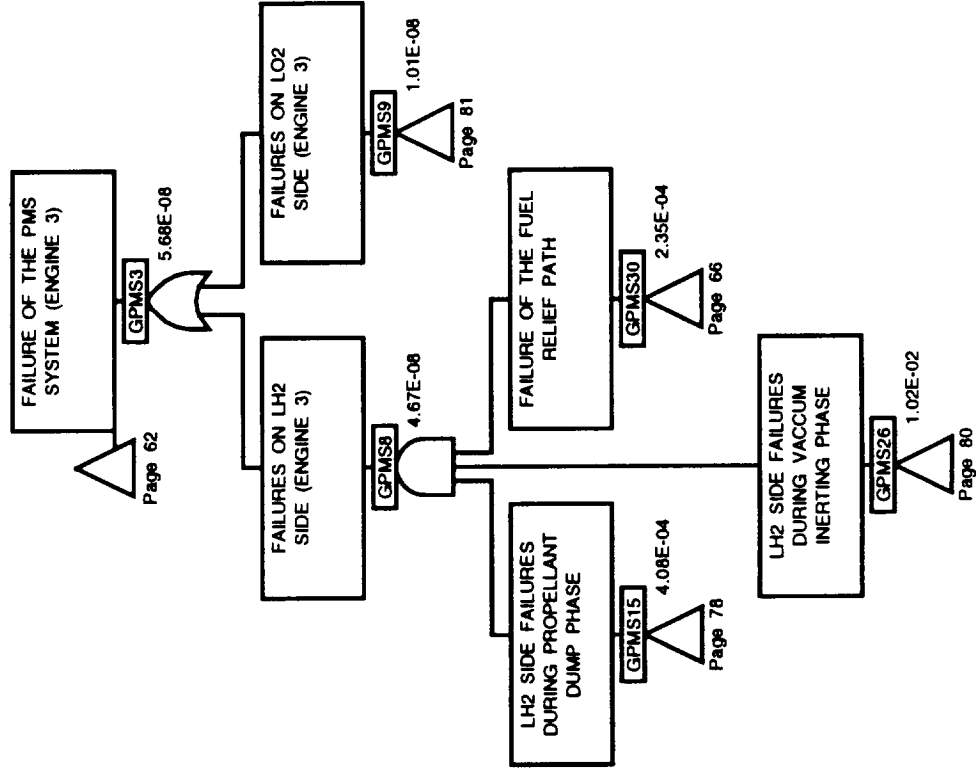 FAILURE OF THE PMS
SYSTEM (ENGINE 3)
GPMS3
5.68E-08
Page 62
FAILURES ON LH2
SIDE (ENGINE 3)
GPMS8
4.67E-08
FAILURES ON LO2
SIDE (ENGINE 3)
GPMS9
1.01E-08
Page 81
LH2 SIDE FAILURES
DURING PROPELLANT
DUMP PHASE
GPMS15
4.08E-04
Page 78
FAILURE OF THE FUEL
RELIEF PATH
GPMS30
2.35E-04
Page 66
LH2 SIDE FAILURES
DURING VACCUM
INERTING PHASE
GPMS26
1.02E-02
Page 80